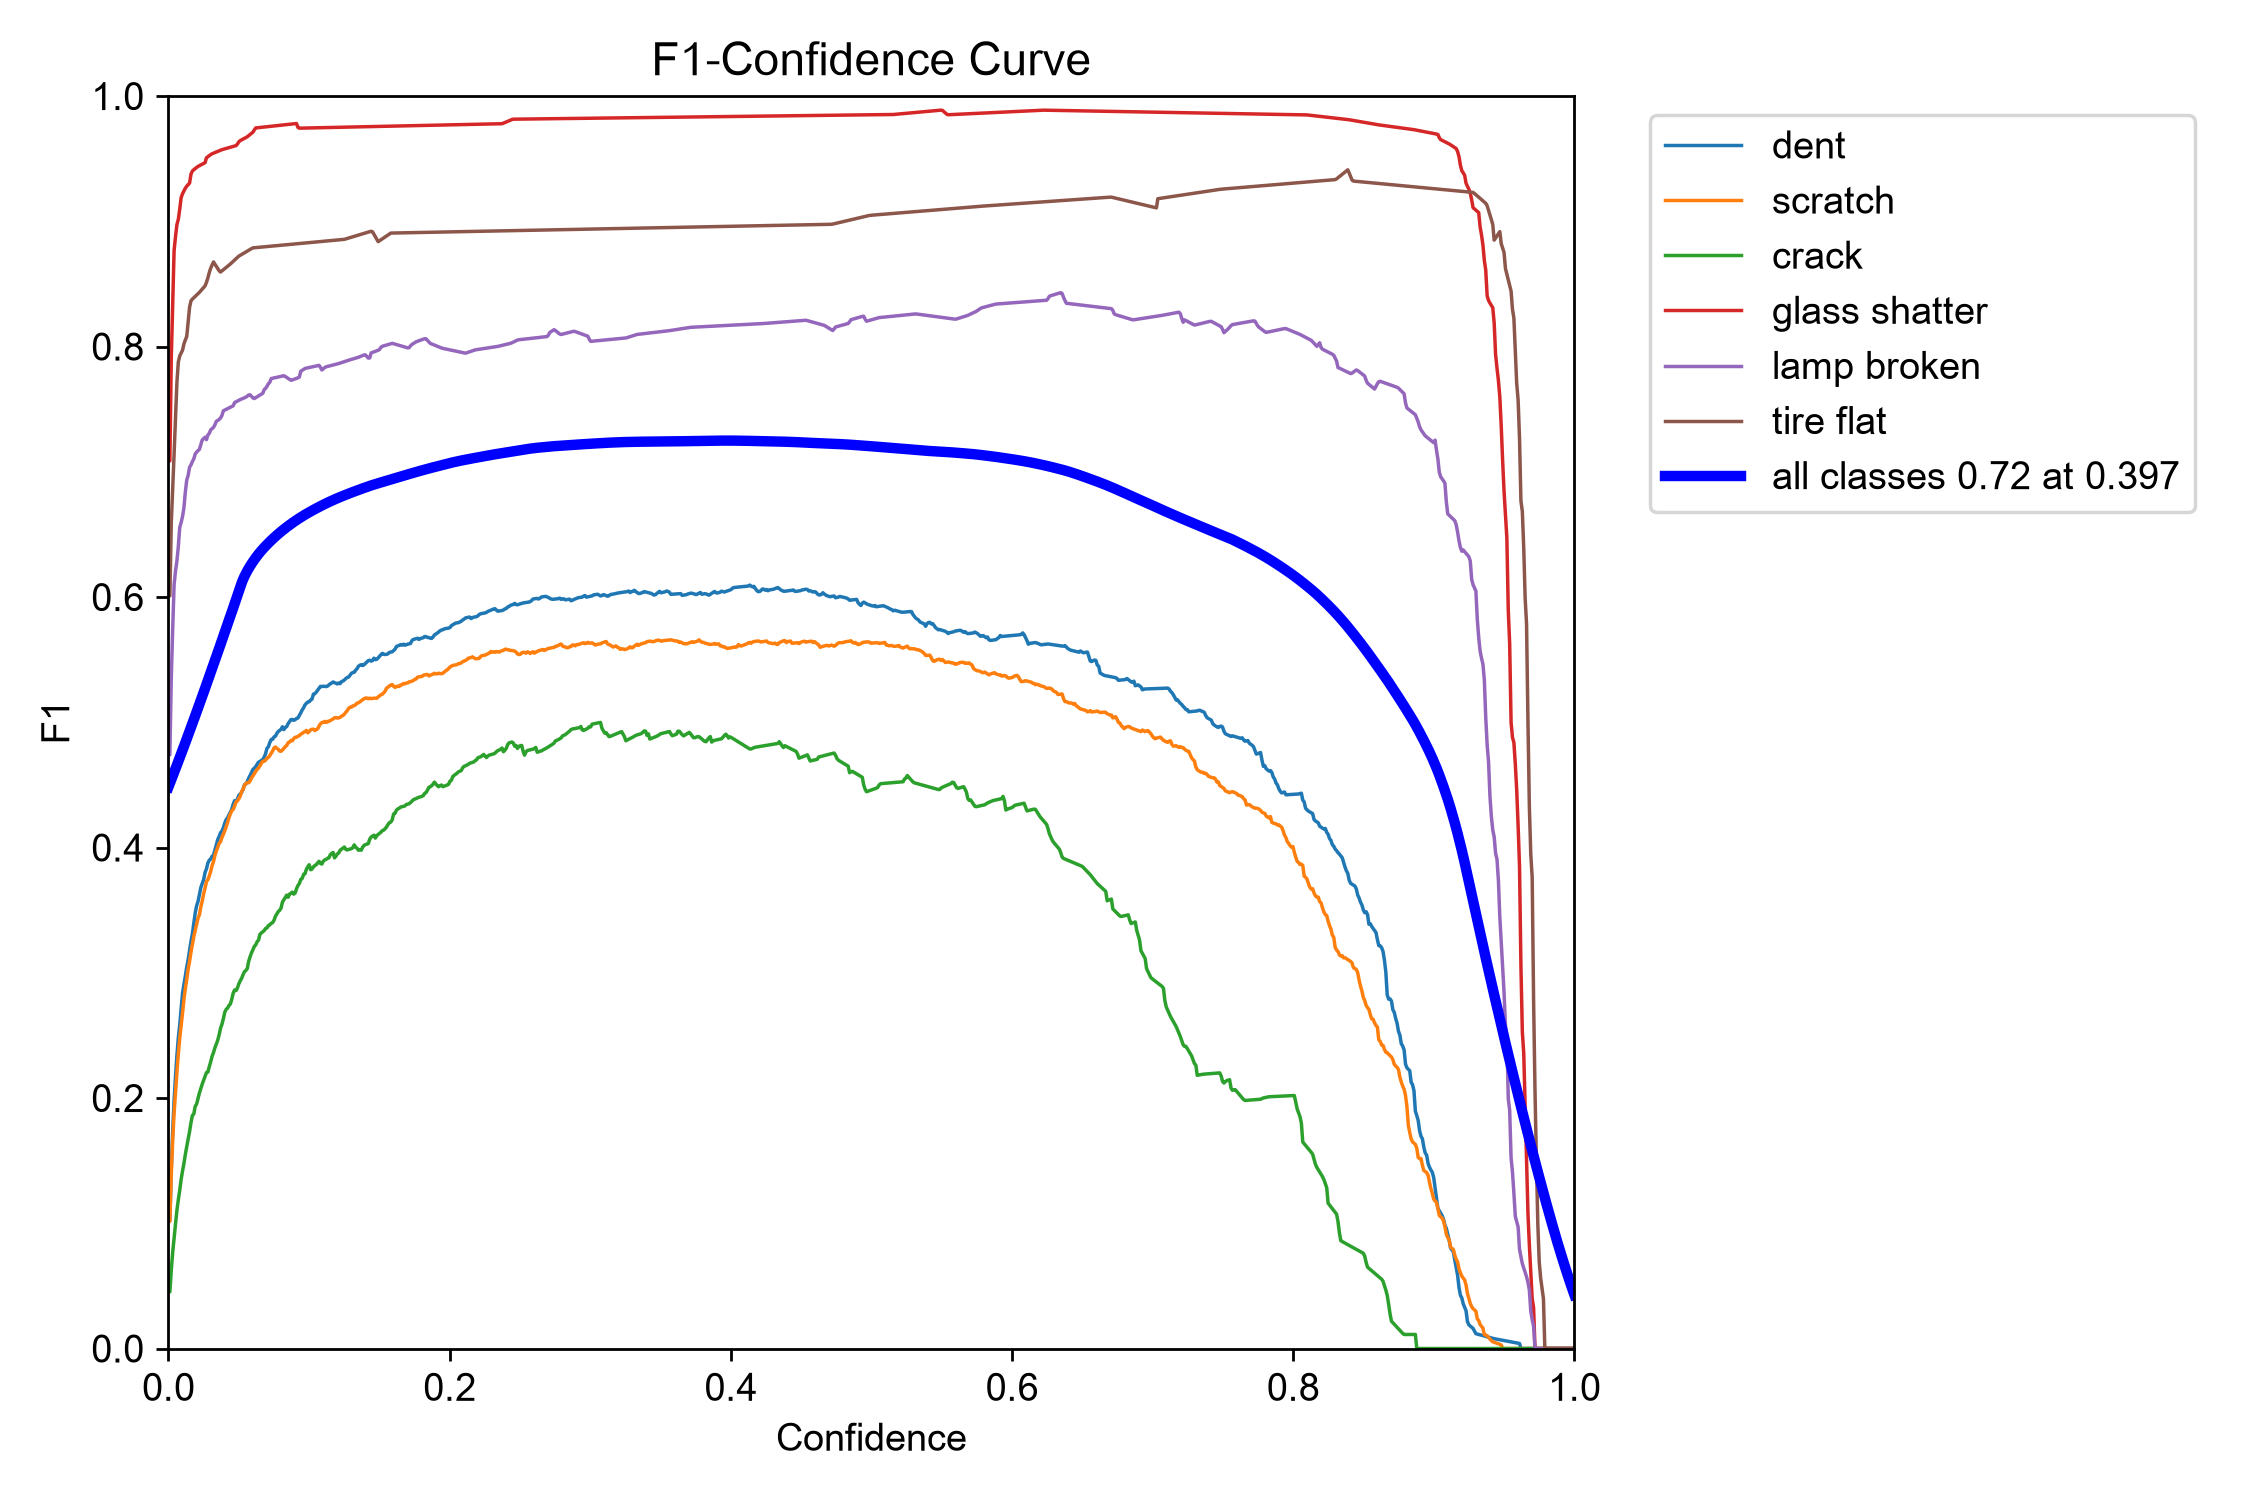 F1-Confidence Curve
1.0
0.8
0.6
0.4
0.2
0.0
F1
0.0 0.2 0.4 0.6 0.8 1.0
Confidence
dent
scratch
crack
glass shatter
lamp broken
tire flat
all classes 0.72 at 0.397